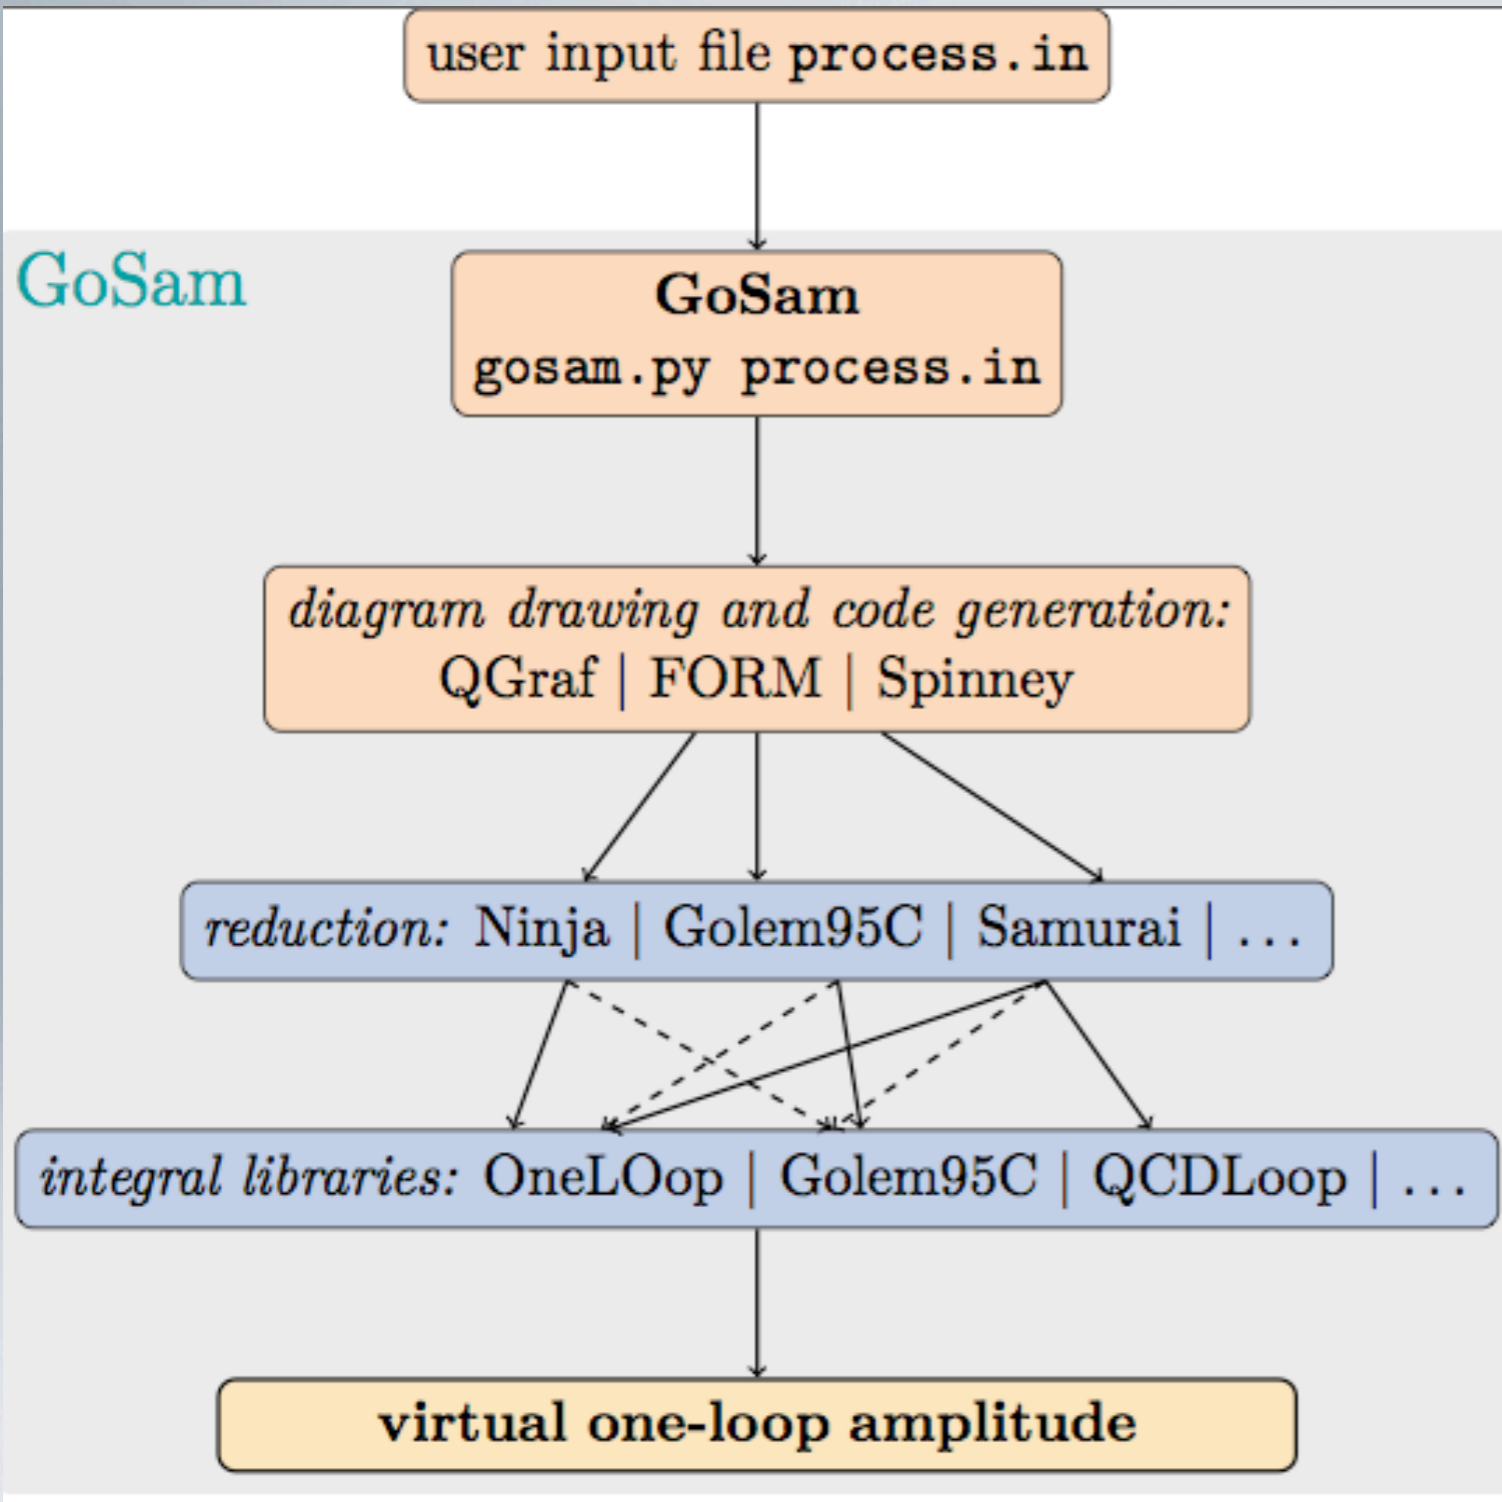 user input file process.in
GoSam
GoSam
gosam.py process.in
diagram drawing and code generation:
QGraf | FORM | Spinney
reduction: Ninja | Golem95C | Samurai | ...
integral libraries: OneLOop | Golem95C | QCDLoop | ...
virtual one-loop amplitude